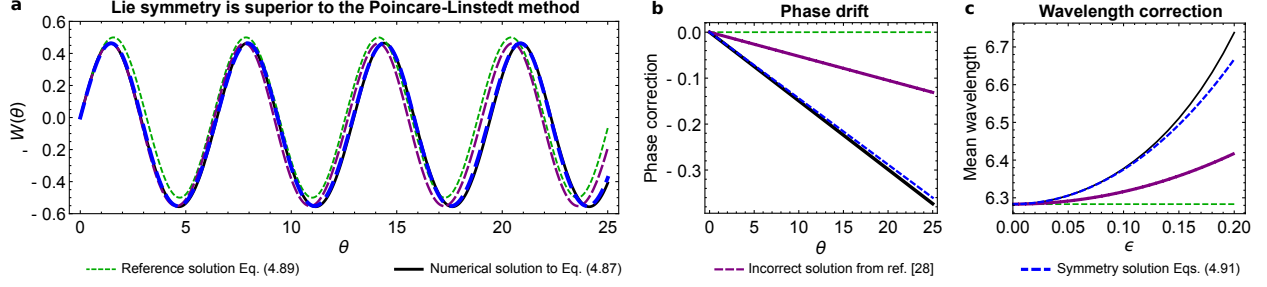 a Lie symmetry is superior to the Poincare-Linstedt method
0.6
0.4
0.2
0.0
- 0.2
- 0.4
- 0.6
- W(θ)
0 5 10 15 20 25
θ
b Phase drift
0.0
- 0.1
- 0.2
- 0.3
Phase correction
0 5 10 15 20 25
θ
c Wavelength correction
6.7
6.6
6.5
6.4
6.3
Mean wavelength
0.00 0.05 0.10 0.15 0.20
ϵ
Reference solution Eq. (4.89) Numerical solution to Eq. (4.87) Incorrect solution from ref. [28] Symmetry solution Eqs. (4.91)